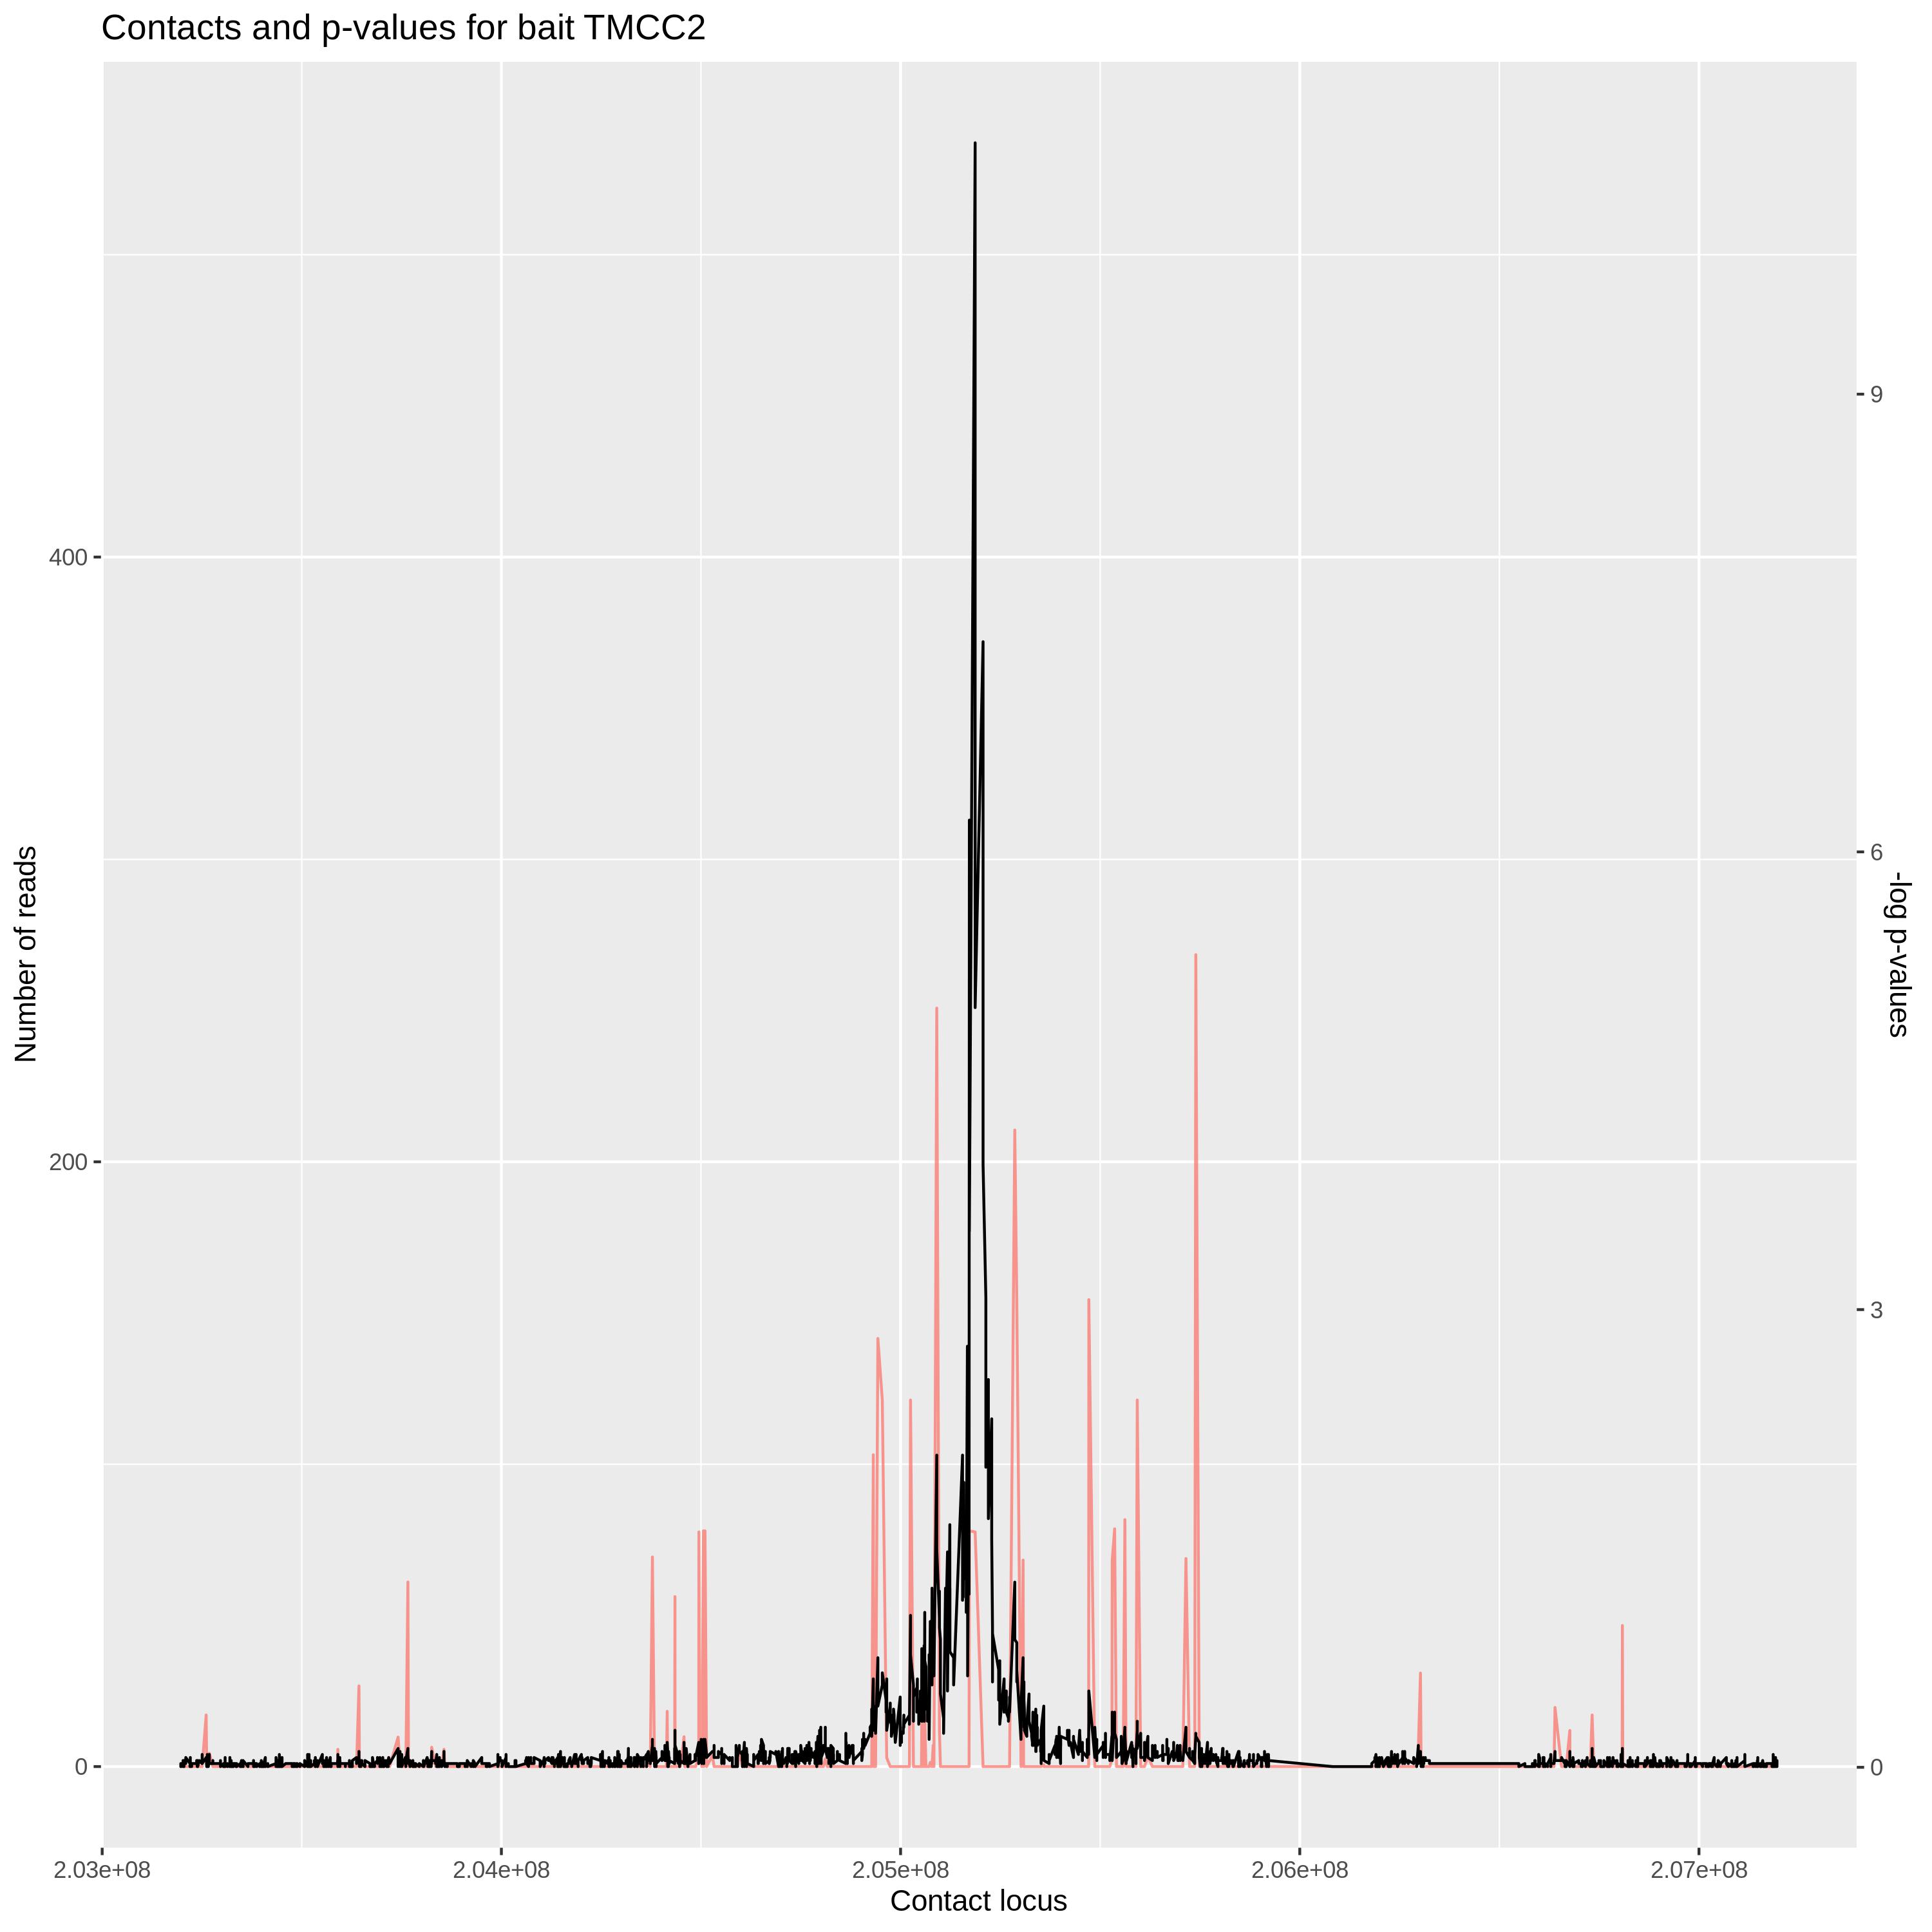 Contacts and p-values for bait TMCC2
Number of reads
400
200
0
9
6
3
0
-log p-values
2.03e+08
2.04e+08
2.05e+08
2.06e+08
2.07e+08
Contact locus